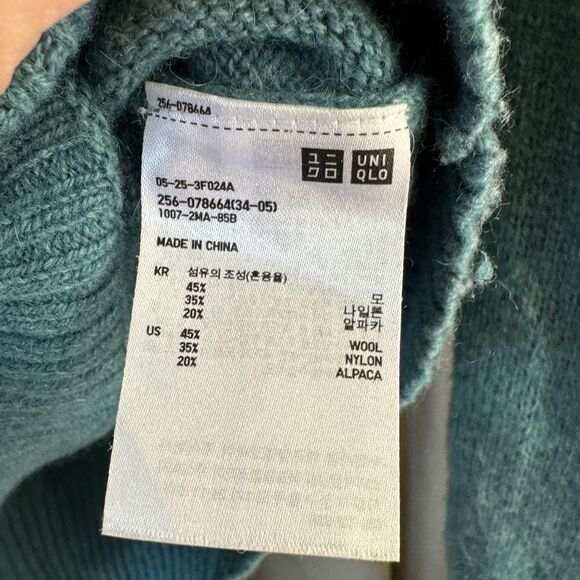 256-078664
ユニ UNI
クロ QLO
05-25-3F024A
256-078664(34-05)
1007-2MA-85B
MADE IN CHINA
KR 섬유의 조성(혼용율)
45% 모
35% 나일론
20% 알파카
US 45% WOOL
35% NYLON
20% ALPACA